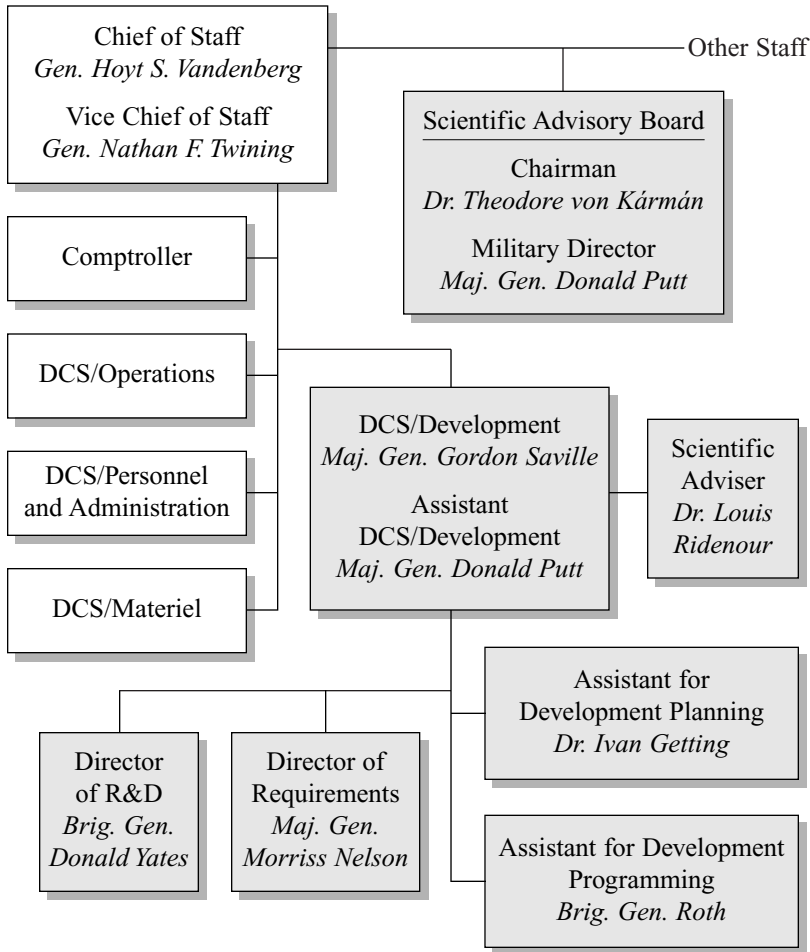 Chief of Staff
Gen. Hoyt S. Vandenberg
Vice Chief of Staff
Gen. Nathan F. Twining
Other Staff
Scientific Advisory Board
Chairman
Dr. Theodore von Kármán
Military Director
Maj. Gen. Donald Putt
Comptroller
DCS/Operations
DCS/Personnel
and Administration
DCS/Materiel
DCS/Development
Maj. Gen. Gordon Saville
Assistant
DCS/Development
Maj. Gen. Donald Putt
Scientific
Adviser
Dr. Louis
Ridenour
Assistant for
Development Planning
Dr. Ivan Getting
Director
of R&D
Brig. Gen.
Donald Yates
Director of
Requirements
Maj. Gen.
Morriss Nelson
Assistant for Development
Programming
Brig. Gen. Roth